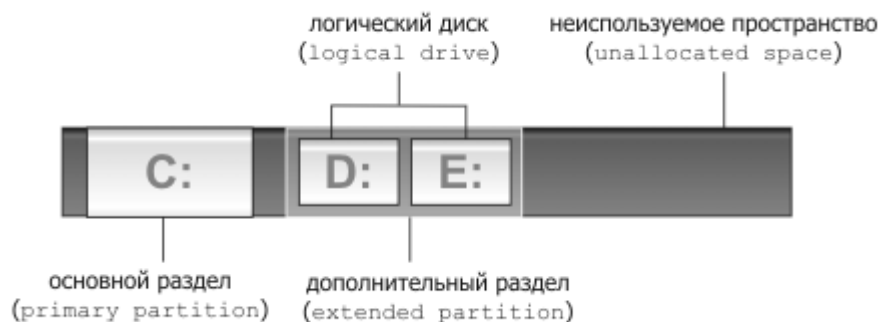 логический диск
(logical drive)
неиспользуемое пространство
(unallocated space)
C:
D:
E:
основной раздел
(primary partition)
дополнительный раздел
(extended partition)